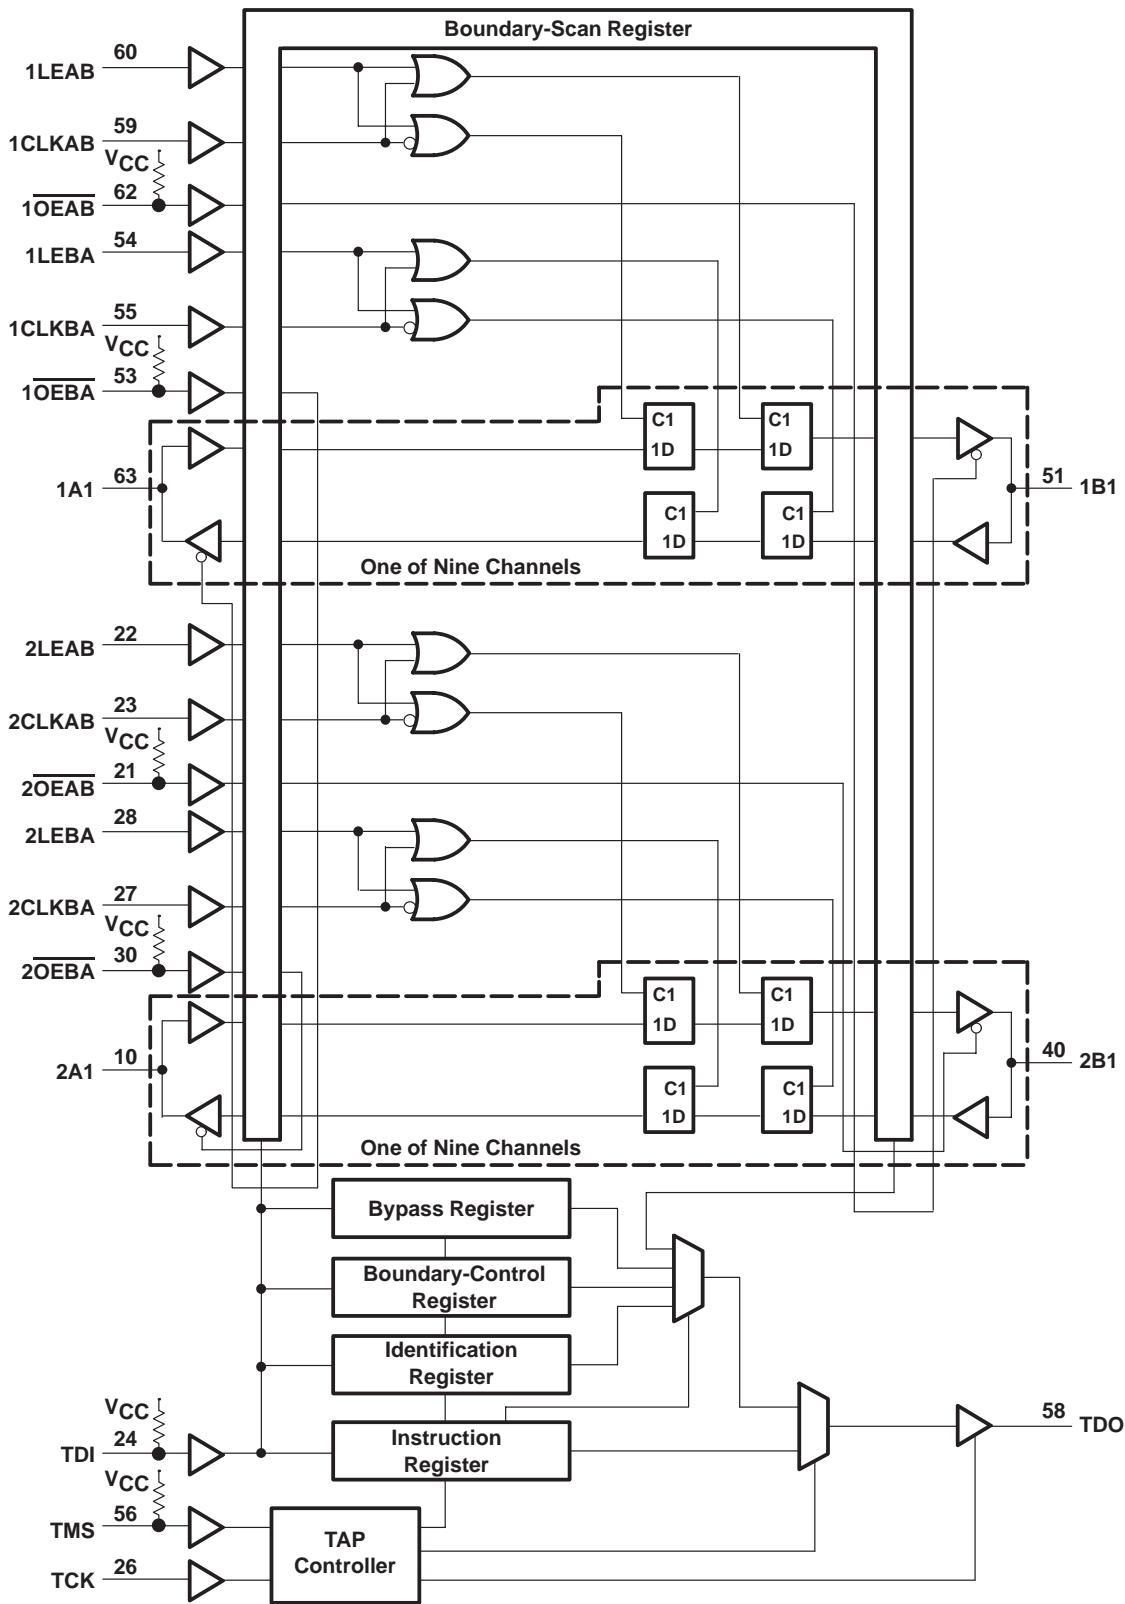 Boundary-Scan Register
60
1LEAB
59
1CLKAB
VCC
62
1OEAB
54
1LEBA
55
1CLKBA
VCC
53
1OEBA
C1
1D
C1
1D
63
1A1
51
1B1
C1
1D
C1
1D
One of Nine Channels
22
2LEAB
23
2CLKAB
VCC
21
2OEAB
28
2LEBA
27
2CLKBA
VCC
30
2OEBA
C1
1D
C1
1D
10
2A1
40
2B1
C1
1D
C1
1D
One of Nine Channels
Bypass Register
Boundary-Control
Register
Identification
Register
VCC
24
TDI
Instruction
Register
58
TDO
VCC
56
TMS
TAP
Controller
26
TCK